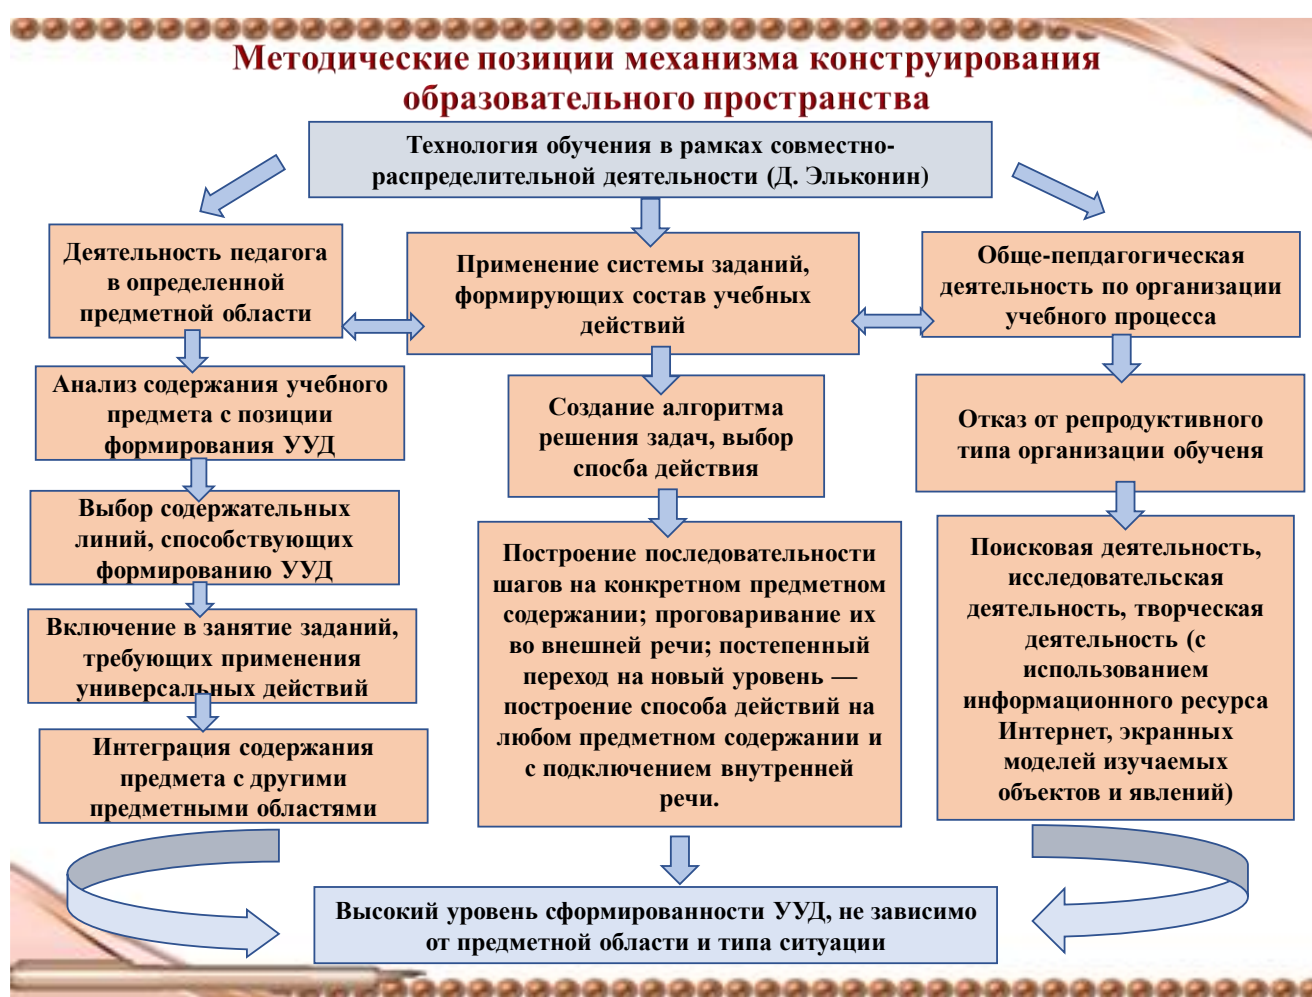 Методические позиции механизма конструирования
образовательного пространства
Технология обучения в рамках совместно-
распределительной деятельности (Д. Эльконин)
Деятельность педагога
в определенной
предметной области
Применение системы заданий,
формирующих состав учебных
действий
Обще-пепдагогическая
деятельность по организации
учебного процесса
Анализ содержания учебного
предмета с позиции
формирования УУД
Выбор содержательных
линий, способствующих
формированию УУД
Включение в занятие заданий,
требующих применения
универсальных действий
Интеграция содержания
предмета с другими
предметными областями
Создание алгоритма
решения задач, выбор
спосба действия
Построение последовательности
шагов на конкретном предметном
содержании; проговаривание их
во внешней речи; постепенный
переход на новый уровень —
построение способа действий на
любом предметном содержании и
с подключением внутренней
речи.
Отказ от репродуктивного
типа организации обученя
Поисковая деятельность,
исследовательская
деятельность, творческая
деятельность (с
использованием
информационного ресурса
Интернет, экранных
моделей изучаемых
объектов и явлений)
Высокий уровень сформированности УУД, не зависимо
от предметной области и типа ситуации